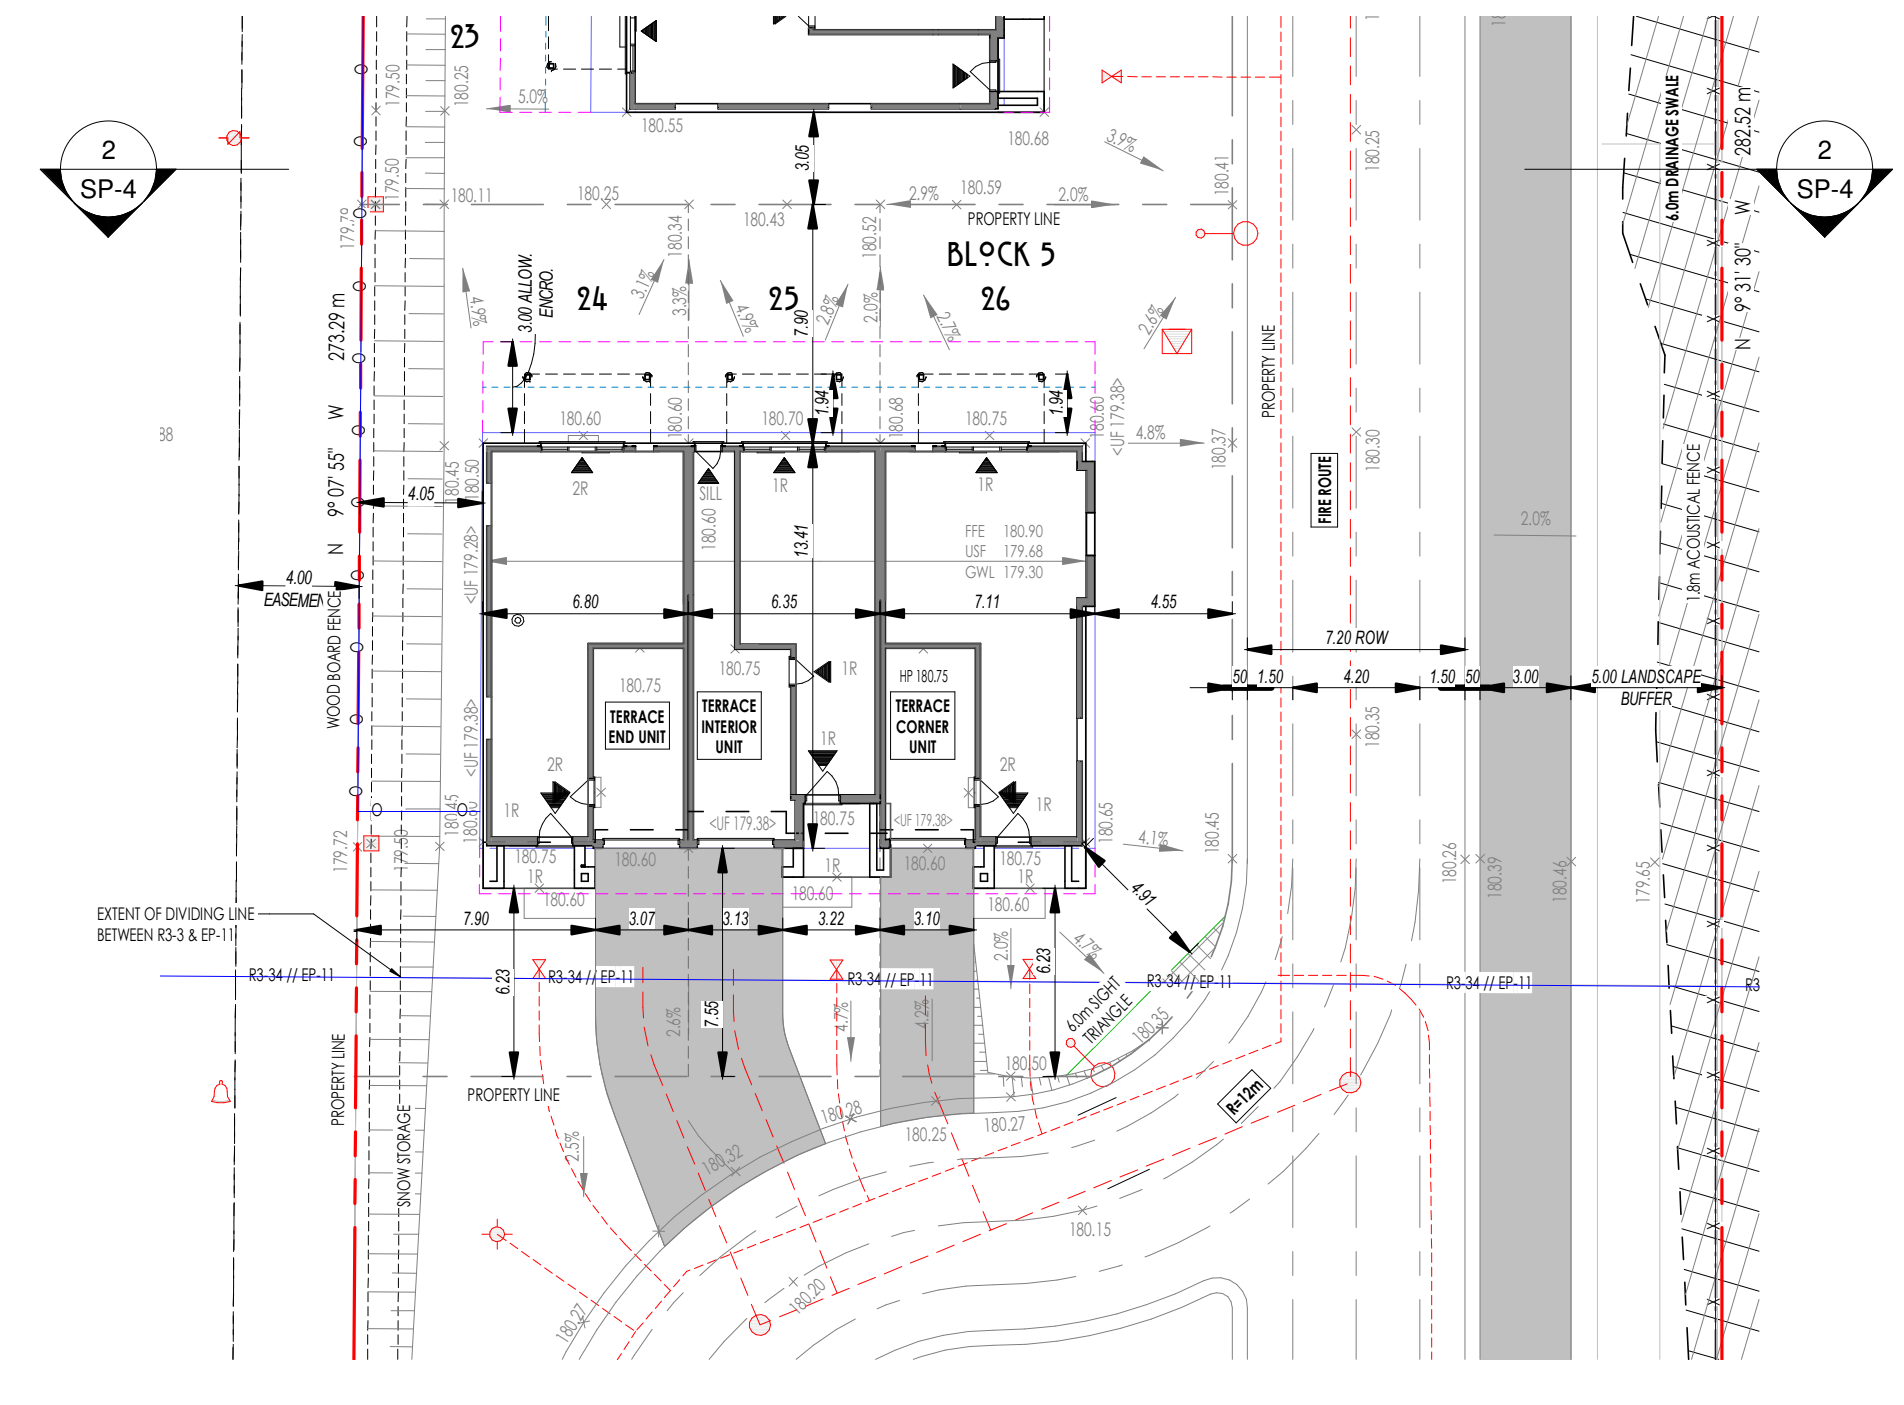 23
179.50
180.25
5.0%
180.55
180.68
3.05
3.9%
180.41
180.25
6.0m DRAINAGE SWALE
282.52 m
N 9° 31' 30" W
2
SP-4
2
SP-4
179.50
180.11
180.25
180.43
2.9%
180.59
2.0%
PROPERTY LINE
179.79
180.34
180.52
BLOCK 5
24
25
26
3.00 ALLOW.
ENCRO.
4.7%
3.1%
3.3%
4.9%
2.8%
2.0%
2.7%
2.6%
7.90
N 9° 07' 55" W 273.29 m
PROPERTY LINE
88
180.60
180.60
180.70
1.94
180.68
180.75
1.94
180.60
<UF 179.38>
4.8%
180.37
180.30
180.45
180.50
4.05
2R
SILL
180.60
1R
1R
FIRE ROUTE
1.8m ACOUSTICAL FENCE
2.0%
13.41
FFE 180.90
USF 179.68
GWL 179.30
<UF 179.28>
4.00
EASEMEN
WOOD BOARD FENCE
6.80
6.35
7.11
4.55
7.20 ROW
50
1.50
4.20
1.50
50
3.00
5.00 LANDSCAPE
BUFFER
180.75
180.75
1R
HP 180.75
TERRACE
END UNIT
TERRACE
INTERIOR
UNIT
TERRACE
CORNER
UNIT
180.35
<UF 179.38>
2R
1R
1R
2R
1R
<UF 179.38>
180.75
<UF 179.38>
180.45
180.65
4.1%
180.45
180.26
180.39
180.46
179.65
179.72
179.50
180.75
1R
180.60
180.60
1R
180.60
180.60
180.75
1R
180.60
4.91
EXTENT OF DIVIDING LINE
BETWEEN R3-3 & EP-11
7.90
3.07
3.13
3.22
3.10
2.0%
6.23
4.7%
R3-34 // EP-11
R3-34 // EP-11
R3-34 // EP-11
R3-34 // EP-11
R3-34 // EP-11
R3
6.23
2.6%
7.55
4.7%
4.2%
6.0m SIGHT
TRIANGLE
180.35
180.50
PROPERTY LINE
PROPERTY LINE
SNOW STORAGE
R=12m
180.28
180.25
180.27
2.5%
180.32
180.15
180.20
180.27